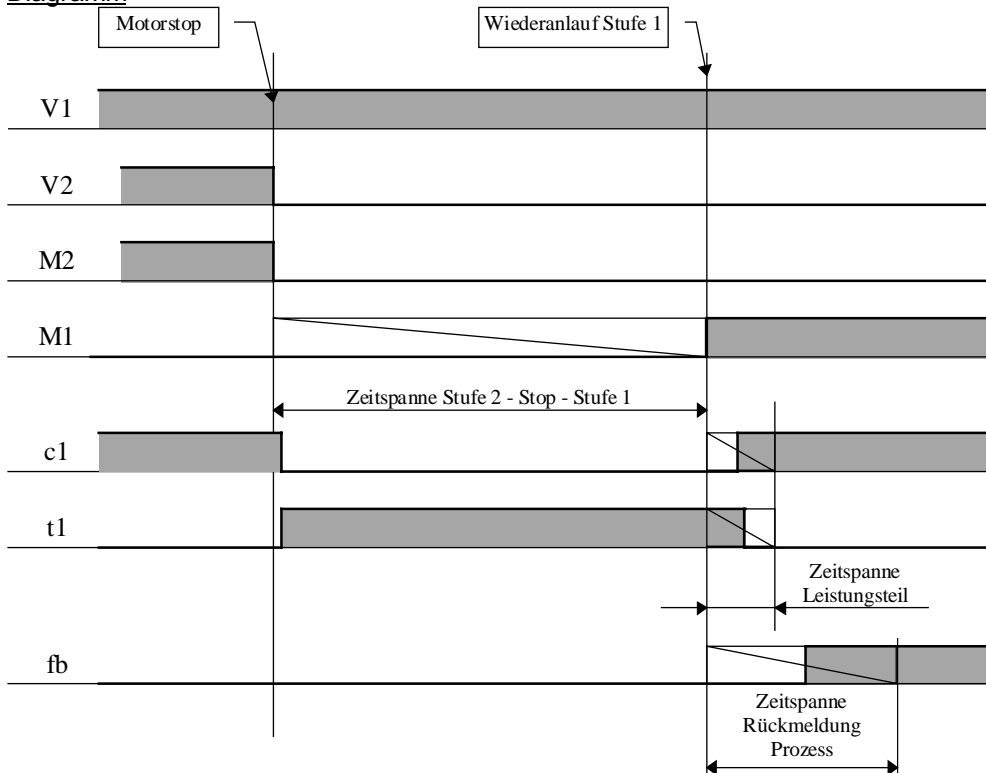 Diagramm
Motorstop
Wiederanlauf Stufe 1
V1
V2
M2
M1
Zeitspanne Stufe 2 - Stop - Stufe 1
c1
t1
Zeitspanne
Leistungsteil
fb
Zeitspanne
Rückmeldung
Prozess